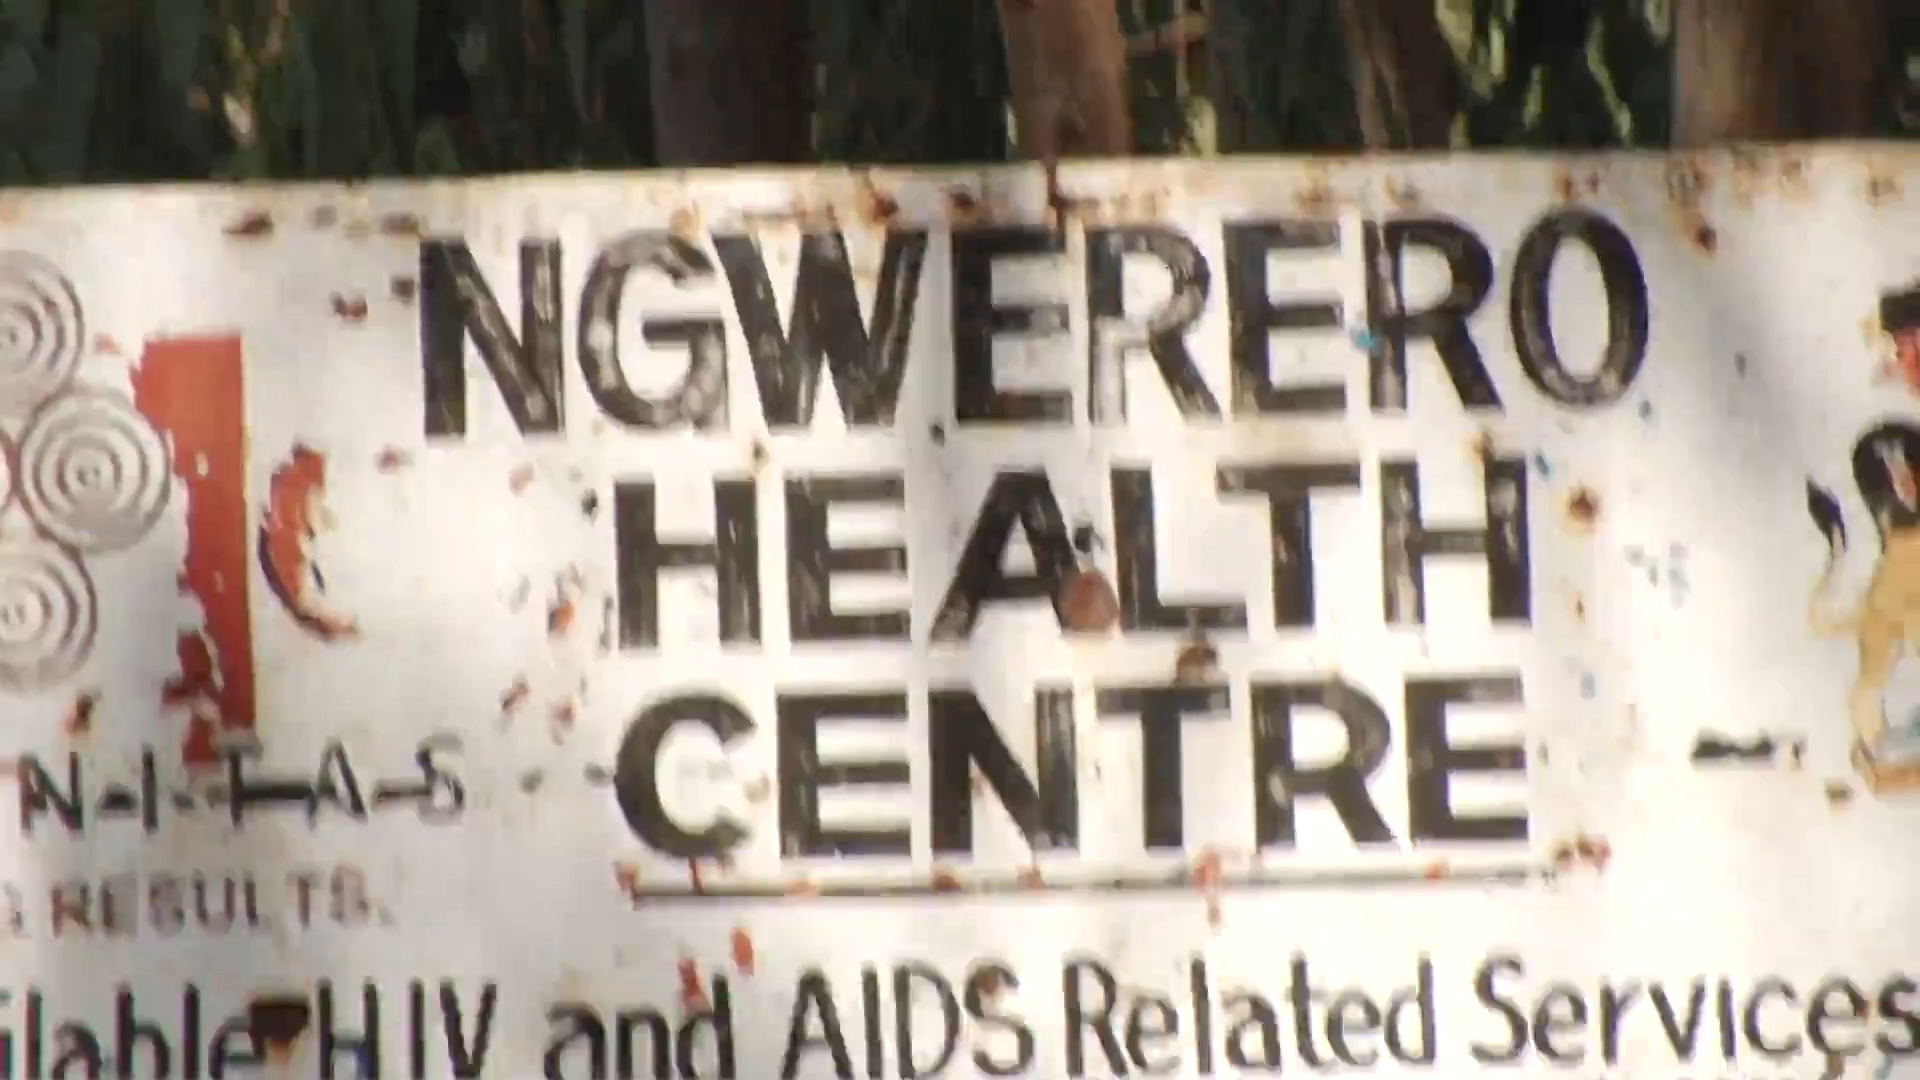 NGWERERO
HEALTH
CENTRE
N-I-T-A-S
RESULTS.
HIV and AIDS Related Services